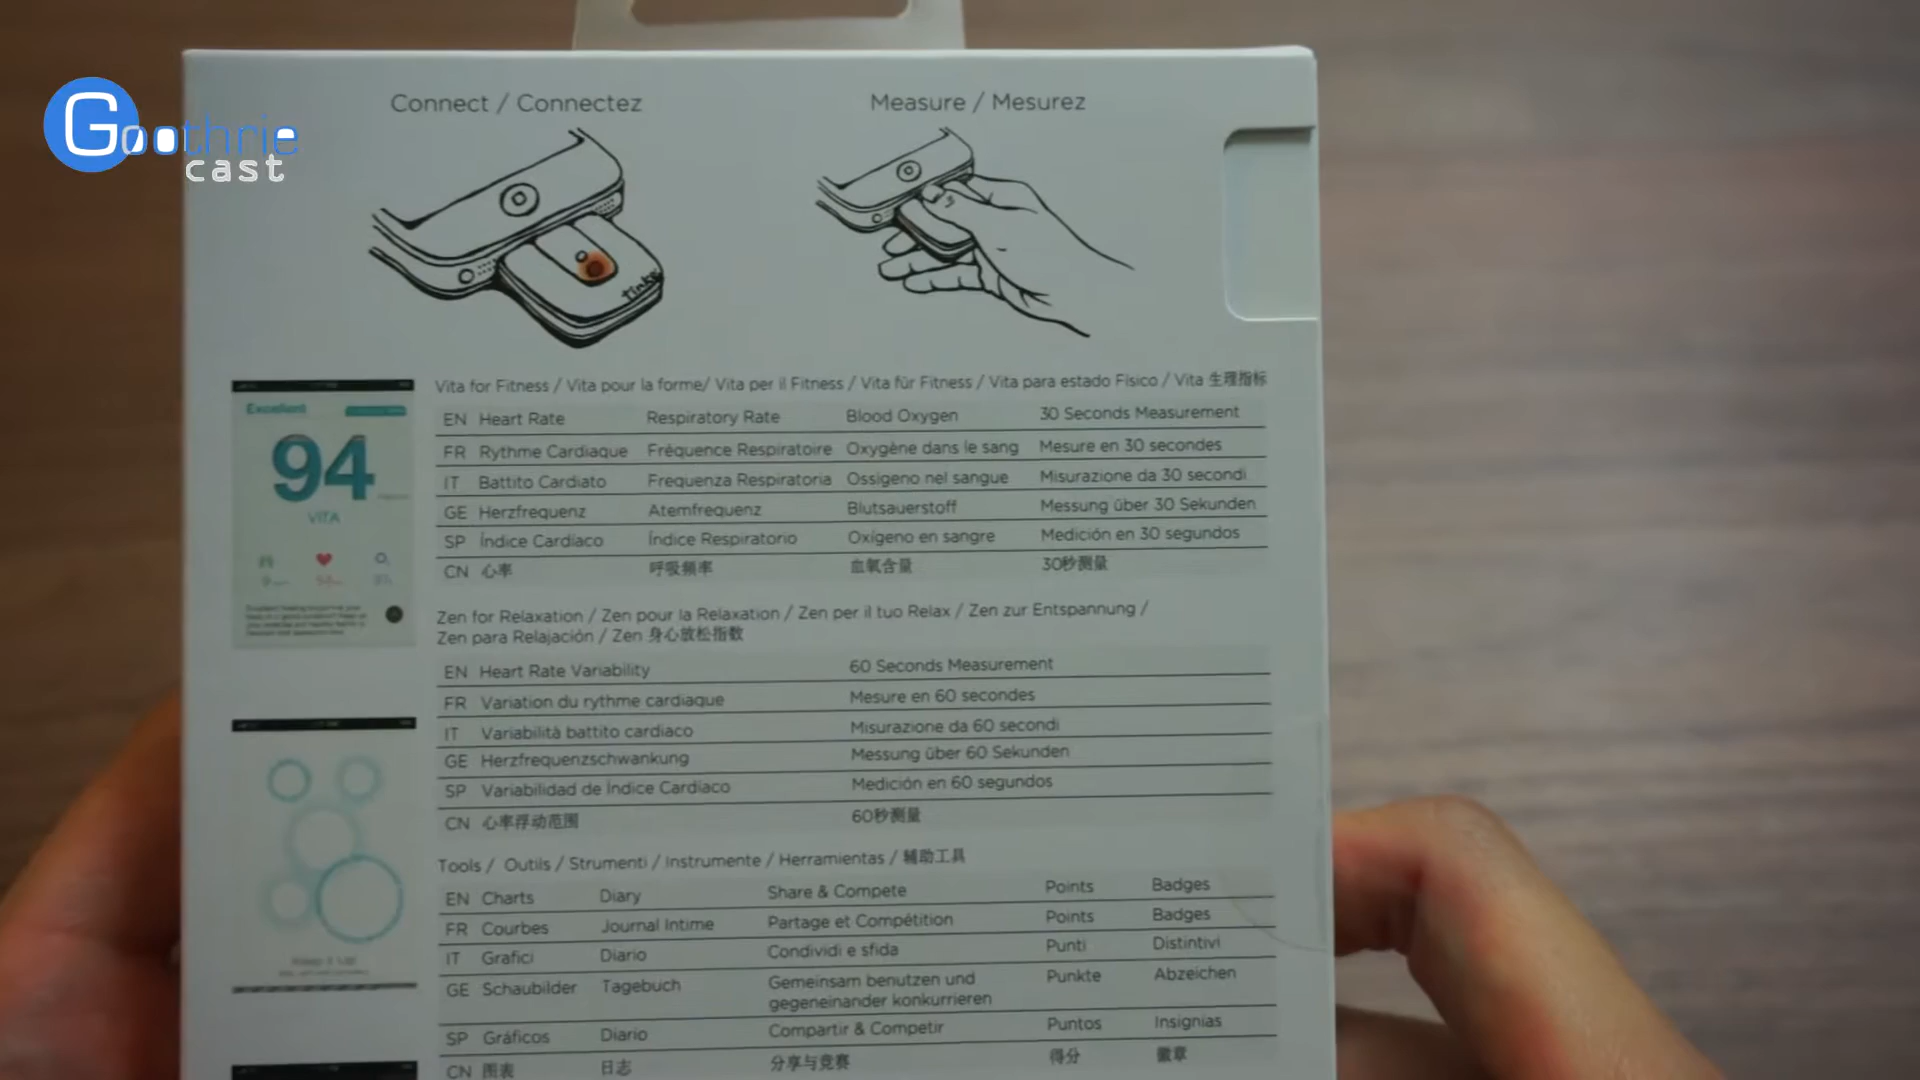 Goothrie
cast
Connect / Connectez
Measure / Mesurez
tinké
Vita for Fitness / Vita pour la forme/ Vita per il Fitness / Vita für Fitness / Vita para estado Físico / Vita 生理指标
EN Heart Rate Respiratory Rate Blood Oxygen 30 Seconds Measurement
FR Rythme Cardiaque Fréquence Respiratoire Oxygène dans le sang Mesure en 30 secondes
IT Battito Cardiato Frequenza Respiratoria Ossigeno nel sangue Misurazione da 30 secondi
GE Herzfrequenz Atemfrequenz Blutsauerstoff Messung über 30 Sekunden
SP Índice Cardíaco Índice Respiratorio Oxígeno en sangre Medición en 30 segundos
CN 心率 呼吸频率 血氧含量 30秒测量
Excellent
94
VITA
Zen for Relaxation / Zen pour la Relaxation / Zen per il tuo Relax / Zen zur Entspannung /
Zen para Relajación / Zen 身心放松指数
EN Heart Rate Variability 60 Seconds Measurement
FR Variation du rythme cardiaque Mesure en 60 secondes
IT Variabilità battito cardiaco Misurazione da 60 secondi
GE Herzfrequenzschwankung Messung über 60 Sekunden
SP Variabilidad de Índice Cardíaco Medición en 60 segundos
CN 心率浮动范围 60秒测量
Tools / Outils / Strumenti / Instrumente / Herramientas / 辅助工具
EN Charts Diary Share & Compete Points Badges
FR Courbes Journal Intime Partage et Compétition Points Badges
IT Grafici Diario Condividi e sfida Punti Distintivi
GE Schaubilder Tagebuch Gemeinsam benutzen und gegeneinander konkurrieren Punkte Abzeichen
SP Gráficos Diario Compartir & Competir Puntos Insignias
CN 图表 日志 分享与竞赛 得分 徽章